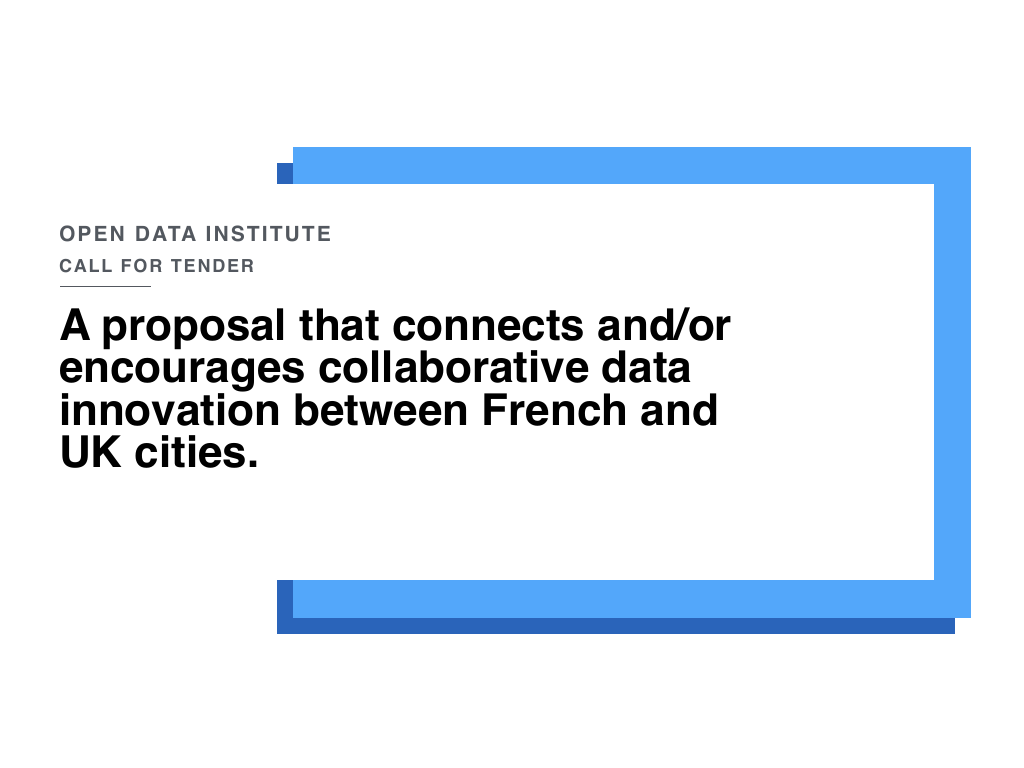 OPEN DATA INSTITUTE
CALL FOR TENDER
A proposal that connects and/or
encourages collaborative data
innovation between French and
UK cities.